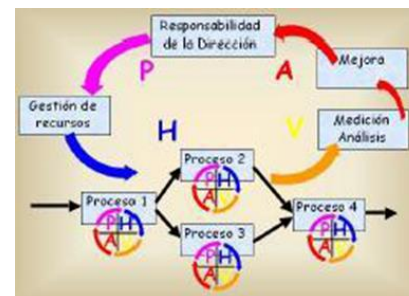 Responsabilidad
de la Dirección
P
A
Mejora
Gestión de
recursos
H
V
Medición
Análisis
Proceso 1
P H
A
Proceso 2
P H
A
Proceso 3
P H
A
Proceso 4
P H
A